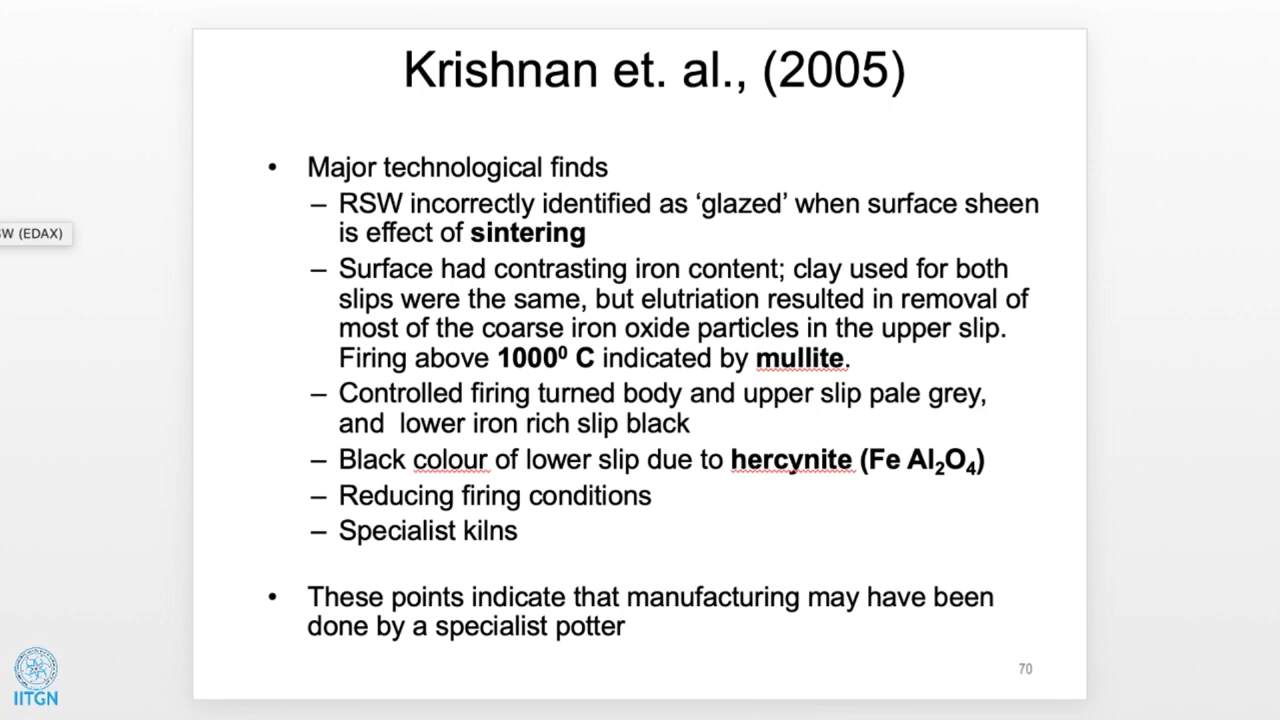 Krishnan et. al., (2005)
• Major technological finds
– RSW incorrectly identified as ‘glazed’ when surface sheen
is effect of sintering
– Surface had contrasting iron content; clay used for both
slips were the same, but elutriation resulted in removal of
most of the coarse iron oxide particles in the upper slip.
Firing above 1000⁰ C indicated by mullite.
– Controlled firing turned body and upper slip pale grey,
and lower iron rich slip black
– Black colour of lower slip due to hercynite (Fe Al₂O₄)
– Reducing firing conditions
– Specialist kilns
• These points indicate that manufacturing may have been
done by a specialist potter
70
(EDAX)
IITGN